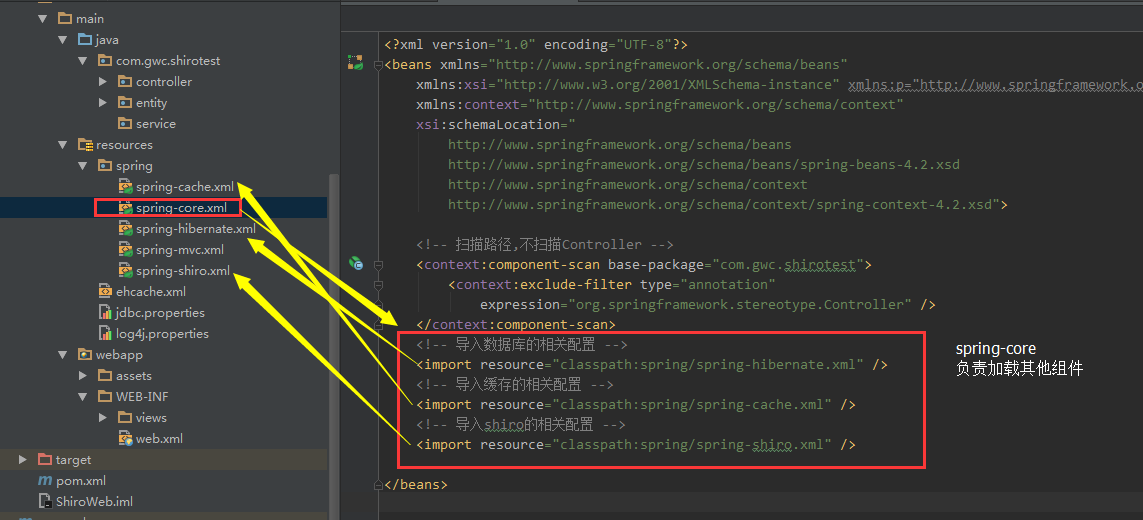 main
java
com.gwc.shirotest
controller
entity
service
resources
spring
spring-cache.xml
spring-core.xml
spring-hibernate.xml
spring-mvc.xml
spring-shiro.xml
ehcache.xml
jdbc.properties
log4j.properties
webapp
assets
WEB-INF
views
web.xml
target
pom.xml
ShiroWeb.iml
<?xml version="1.0" encoding="UTF-8"?>
<beans xmlns="http://www.springframework.org/schema/beans"
xmlns:xsi="http://www.w3.org/2001/XMLSchema-instance" xmlns:p="http://www.springframework.o
xmlns:context="http://www.springframework.org/schema/context"
xsi:schemaLocation="
http://www.springframework.org/schema/beans
http://www.springframework.org/schema/beans/spring-beans-4.2.xsd
http://www.springframework.org/schema/context
http://www.springframework.org/schema/context/spring-context-4.2.xsd">
<!-- 扫描路径,不扫描Controller -->
<context:component-scan base-package="com.gwc.shirotest">
<context:exclude-filter type="annotation"
expression="org.springframework.stereotype.Controller" />
</context:component-scan>
<!-- 导入数据库的相关配置 -->
<import resource="classpath:spring/spring-hibernate.xml" />
<!-- 导入缓存的相关配置 -->
<import resource="classpath:spring/spring-cache.xml" />
<!-- 导入shiro的相关配置 -->
<import resource="classpath:spring/spring-shiro.xml" />
</beans>
spring-core
负责加载其他组件